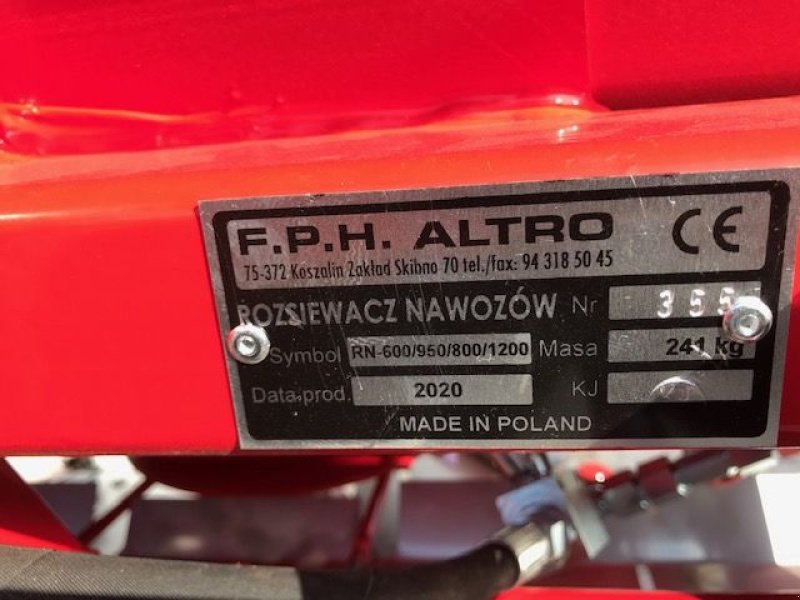 F.P.H. ALTRO CE
75-372 Koszalin Zakład Skibno 70 tel./fax: 94 318 50 45
ROZSIEWACZ NAWOZÓW Nr 355
Symbol RN-600/950/800/1200 Masa 241 kg
Data prod. 2020 KJ
MADE IN POLAND